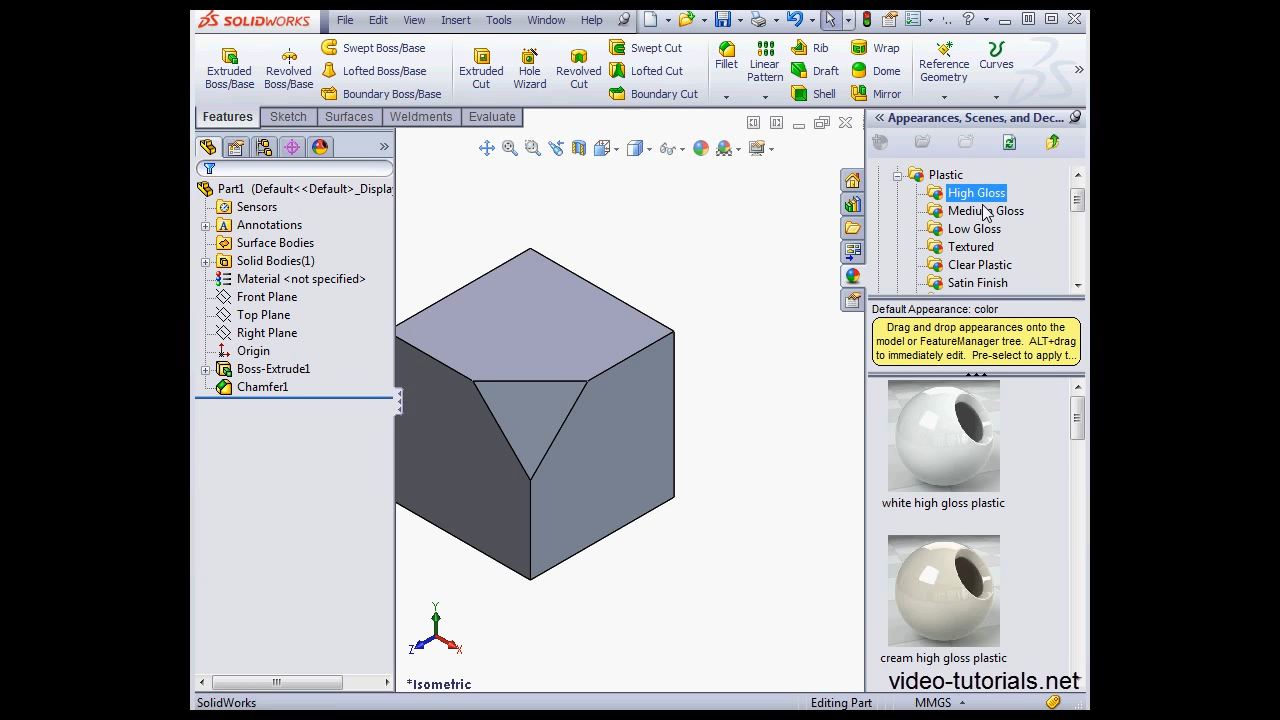 SOLIDWORKS File Edit View Insert Tools Window Help
Extruded Boss/Base
Revolved Boss/Base
Swept Boss/Base
Lofted Boss/Base
Boundary Boss/Base
Extruded Cut
Hole Wizard
Revolved Cut
Swept Cut
Lofted Cut
Boundary Cut
Fillet
Linear Pattern
Rib
Draft
Shell
Wrap
Dome
Mirror
Reference Geometry
Curves
Features Sketch Surfaces Weldments Evaluate
Part1 (Default<<Default>_Displa
Sensors
Annotations
Surface Bodies
Solid Bodies(1)
Material <not specified>
Front Plane
Top Plane
Right Plane
Origin
Boss-Extrude1
Chamfer1
Y
Z
X
*Isometric
Appearances, Scenes, and Dec...
Plastic
High Gloss
Medium Gloss
Low Gloss
Textured
Clear Plastic
Satin Finish
Default Appearance: color
Drag and drop appearances onto the
model or FeatureManager tree. ALT+drag
to immediately edit. Pre-select to apply t...
white high gloss plastic
cream high gloss plastic
video-tutorials.net
SolidWorks
Editing Part
MMGS